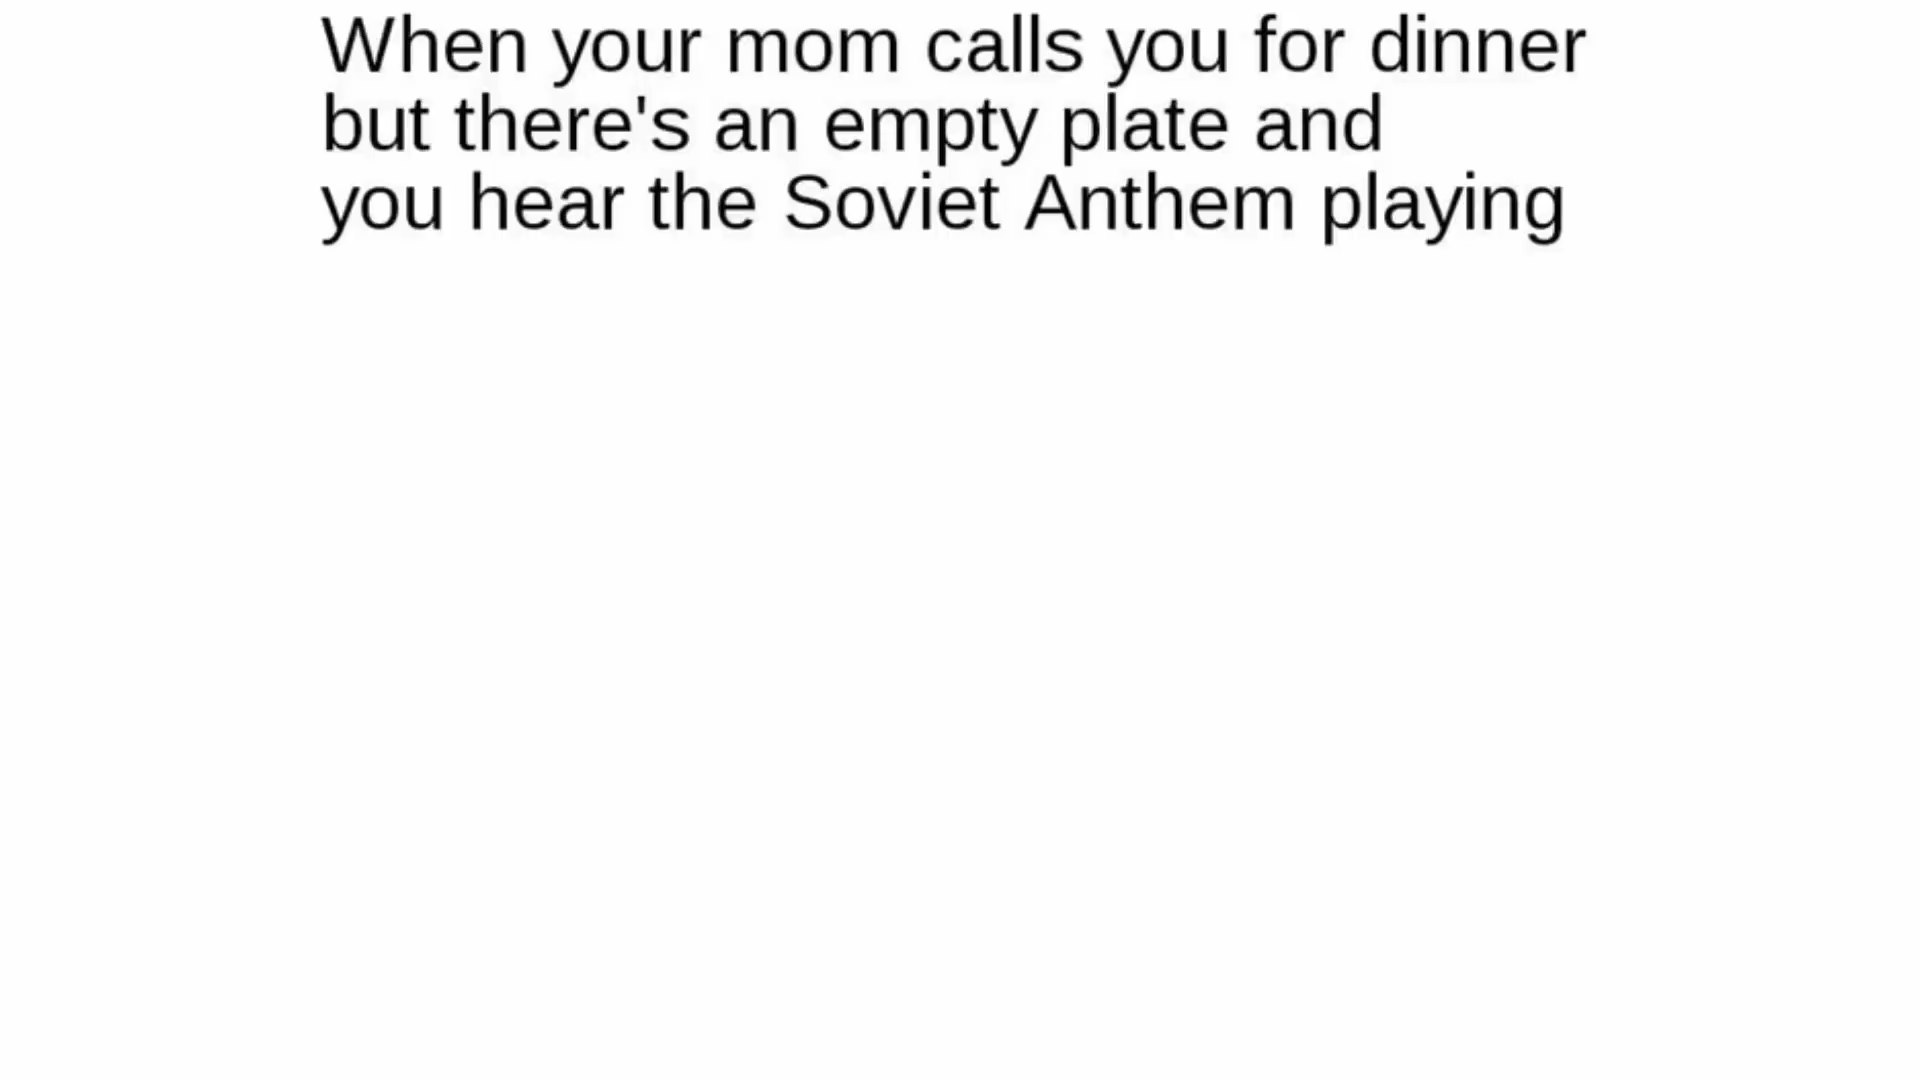 When your mom calls you for dinner
but there's an empty plate and
you hear the Soviet Anthem playing